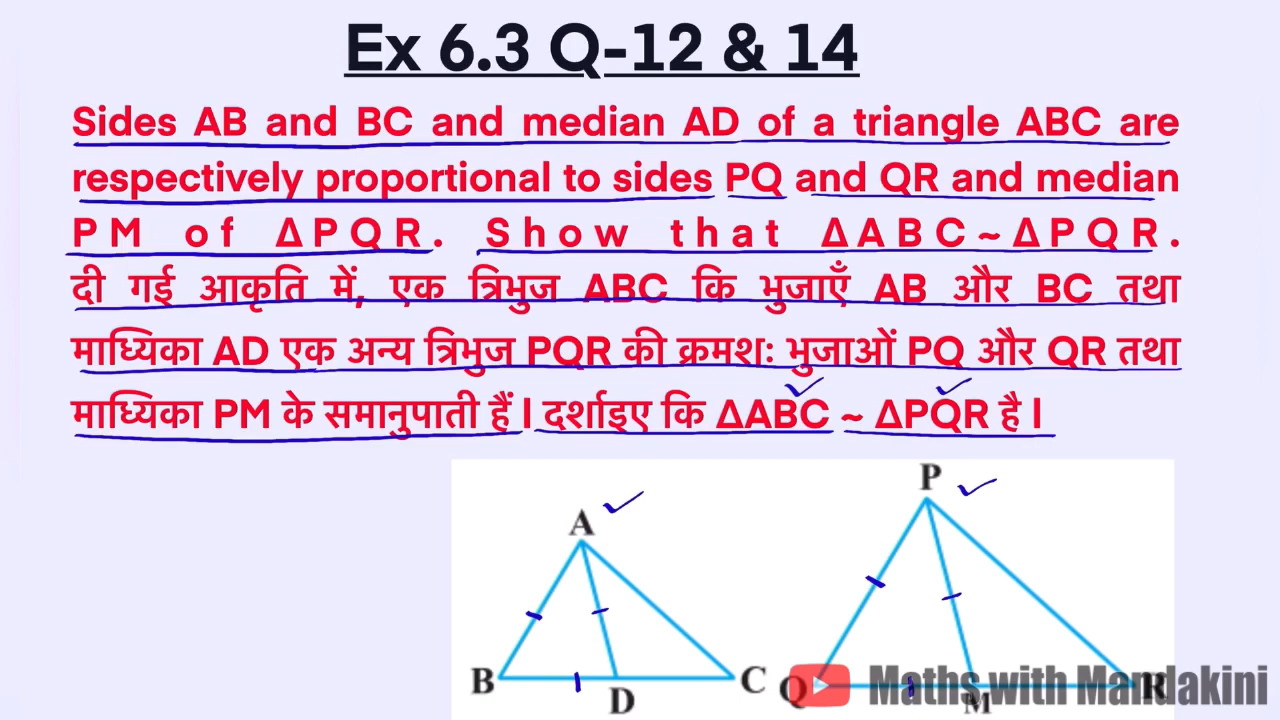 Ex 6.3 Q-12 & 14
Sides AB and BC and median AD of a triangle ABC are
respectively proportional to sides PQ and QR and median
PM of ΔPQR. Show that ΔABC~ΔPQR.
दी गई आकृति में, एक त्रिभुज ABC कि भुजाएँ AB और BC तथा
माध्यिका AD एक अन्य त्रिभुज PQR की क्रमशः भुजाओं PQ और QR तथा
माध्यिका PM के समानुपाती हैं l दर्शाइए कि ΔABC ~ ΔPQR है l
P
A
B
D
C
Q
M
R
Maths with Mandakini